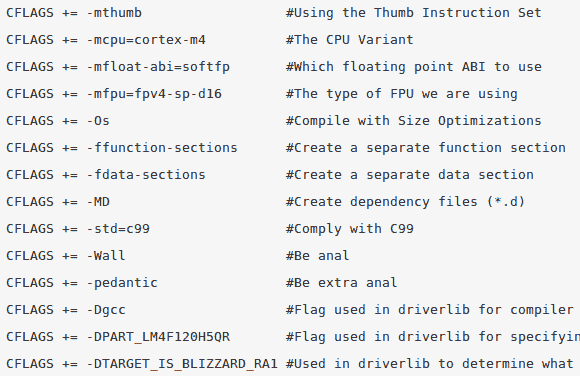 CFLAGS += -mthumb #Using the Thumb Instruction Set
CFLAGS += -mcpu=cortex-m4 #The CPU Variant
CFLAGS += -mfloat-abi=softfp #Which floating point ABI to use
CFLAGS += -mfpu=fpv4-sp-d16 #The type of FPU we are using
CFLAGS += -Os #Compile with Size Optimizations
CFLAGS += -ffunction-sections #Create a separate function section
CFLAGS += -fdata-sections #Create a separate data section
CFLAGS += -MD #Create dependency files (*.d)
CFLAGS += -std=c99 #Comply with C99
CFLAGS += -Wall #Be anal
CFLAGS += -pedantic #Be extra anal
CFLAGS += -Dgcc #Flag used in driverlib for compiler
CFLAGS += -DPART_LM4F120H5QR #Flag used in driverlib for specifyin
CFLAGS += -DTARGET_IS_BLIZZARD_RA1 #Used in driverlib to determine what